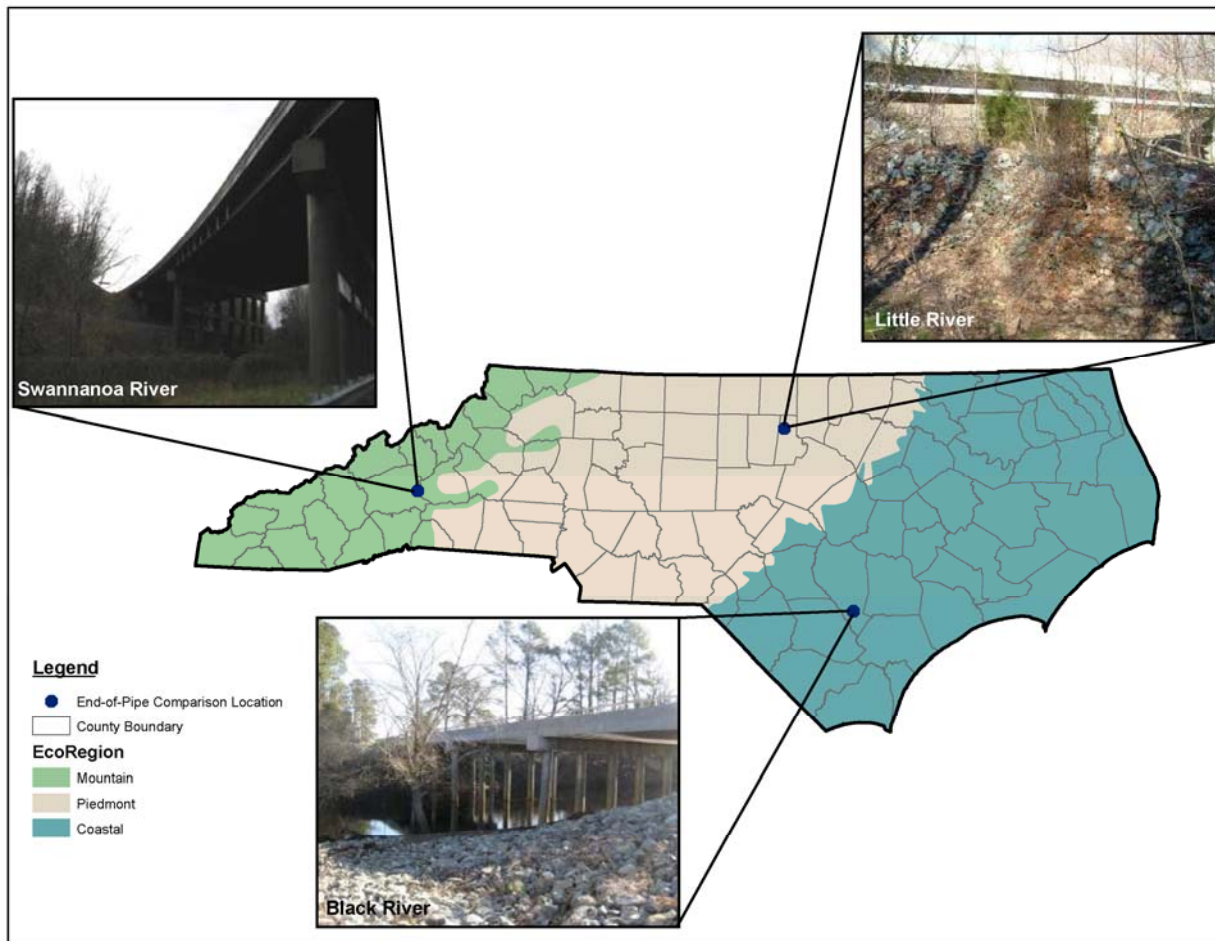 Little River
Swannanoa River
Black River
Legend
End-of-Pipe Comparison Location
County Boundary
EcoRegion
Mountain
Piedmont
Coastal